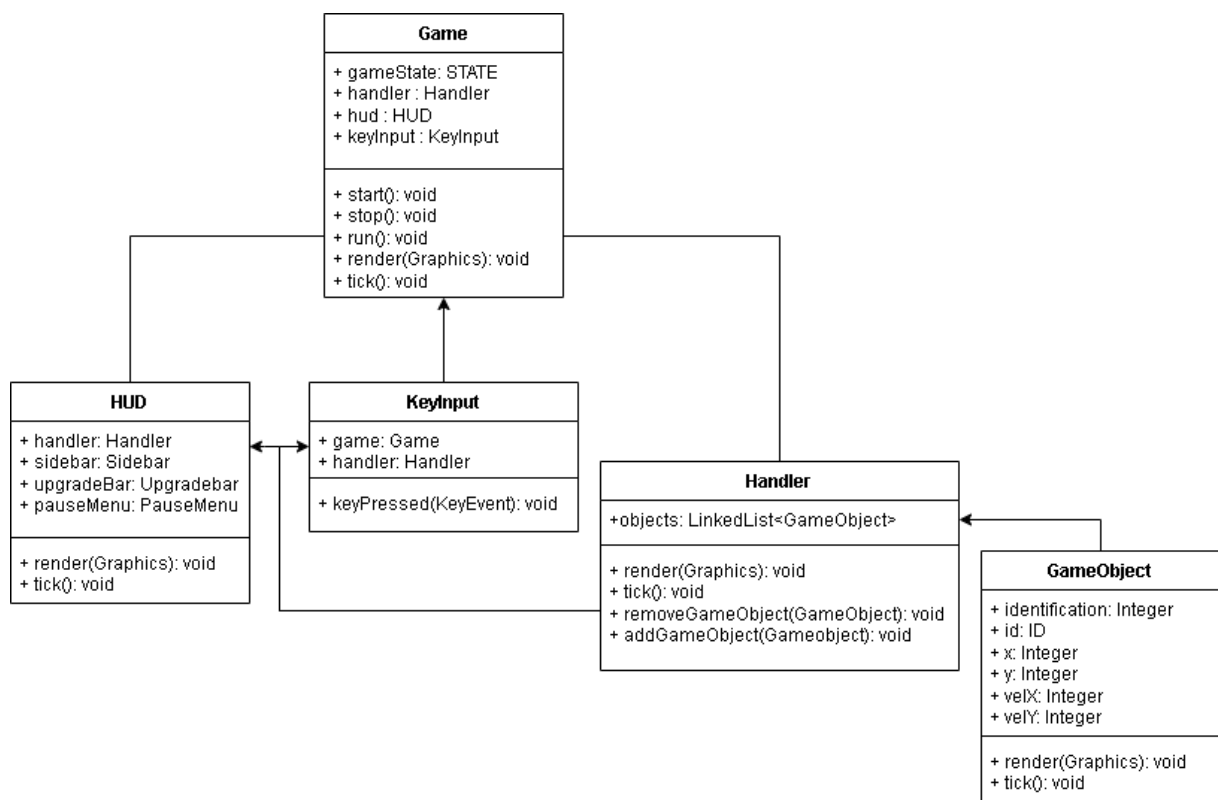 Game
+ gameState: STATE
+ handler : Handler
+ hud : HUD
+ keyInput : KeyInput
+ start(): void
+ stop(): void
+ run(): void
+ render(Graphics): void
+ tick(): void
HUD
+ handler: Handler
+ sidebar: Sidebar
+ upgradeBar: Upgradebar
+ pauseMenu: PauseMenu
+ render(Graphics): void
+ tick(): void
KeyInput
+ game: Game
+ handler: Handler
+ keyPressed(KeyEvent): void
Handler
+objects: LinkedList<GameObject>
+ render(Graphics): void
+ tick(): void
+ removeGameObject(GameObject): void
+ addGameObject(Gameobject): void
GameObject
+ identification: Integer
+ id: ID
+ x: Integer
+ y: Integer
+ velX: Integer
+ velY: Integer
+ render(Graphics): void
+ tick(): void